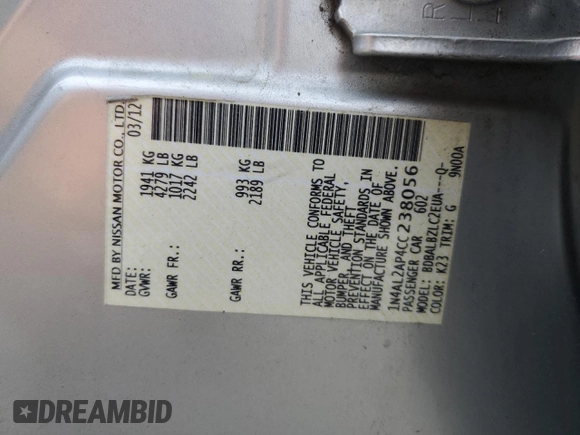 MFD BY NISSAN MOTOR CO., LTD.
DATE: 03/12
GVWR: 1941 KG
4279 LB
GAWR FR.: 1017 KG
2242 LB
GAWR RR.: 993 KG
2189 LB
THIS VEHICLE CONFORMS TO
ALL APPLICABLE FEDERAL
MOTOR VEHICLE SAFETY,
BUMPER, AND THEFT
PREVENTION STANDARDS IN
EFFECT ON THE DATE OF
MANUFACTURE SHOWN ABOVE.
1N4AL2AP4CC238056
PASSENGER CAR 602
MODEL: BDBALBZLC2EUA---Q-
COLOR: K23 TRIM: G 9N00A
R
DREAMBID